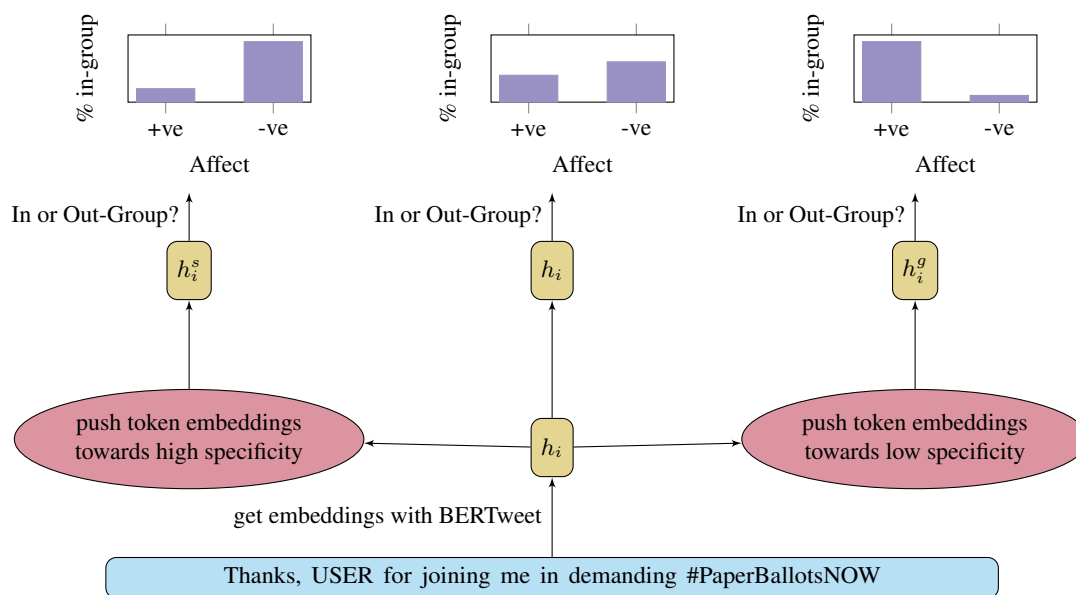 % in-group
+ve
-ve
Affect
% in-group
+ve
-ve
Affect
% in-group
+ve
-ve
Affect
In or Out-Group?
In or Out-Group?
In or Out-Group?
h_i^s
h_i
h_i^g
push token embeddings
towards high specificity
h_i
push token embeddings
towards low specificity
get embeddings with BERTweet
Thanks, USER for joining me in demanding #PaperBallotsNOW